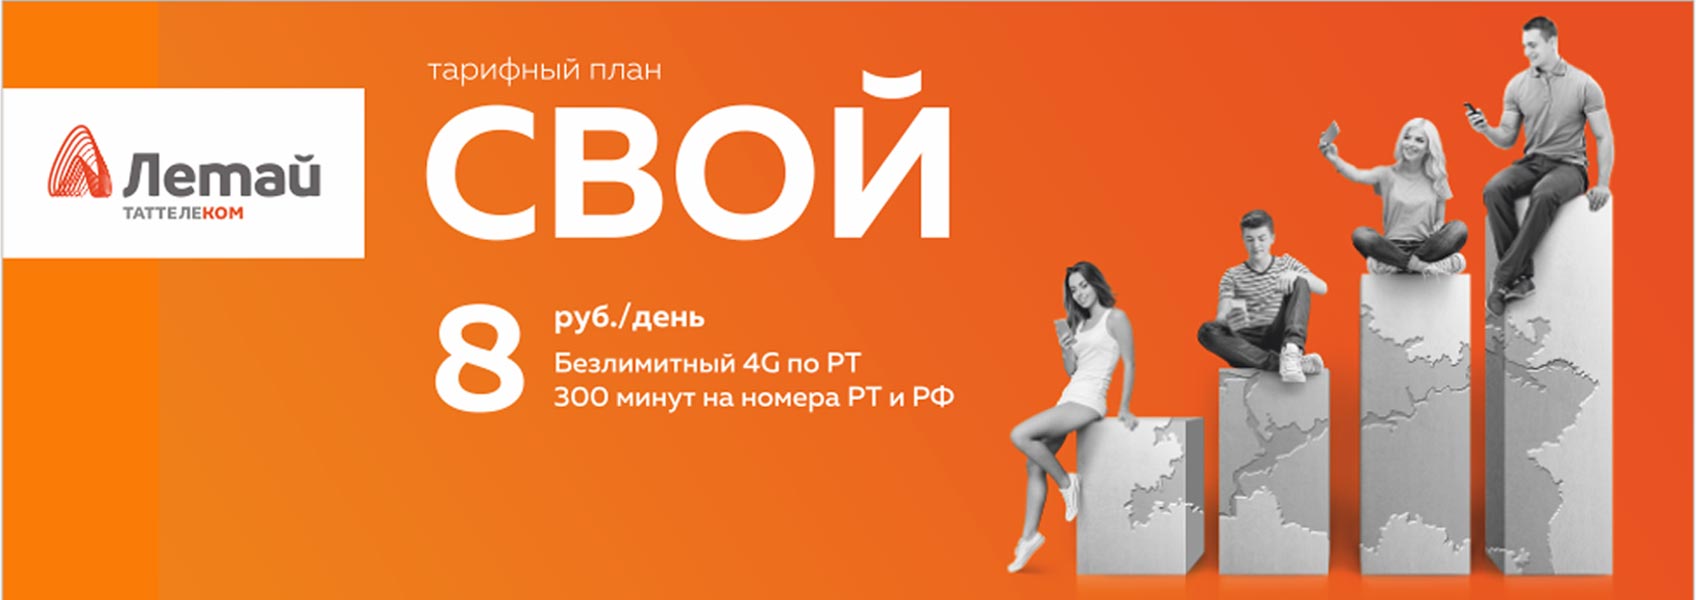 Летай
ТАТТЕЛЕКОМ
тарифный план
СВОЙ
8 руб./день
Безлимитный 4G по РТ
300 минут на номера РТ и РФ